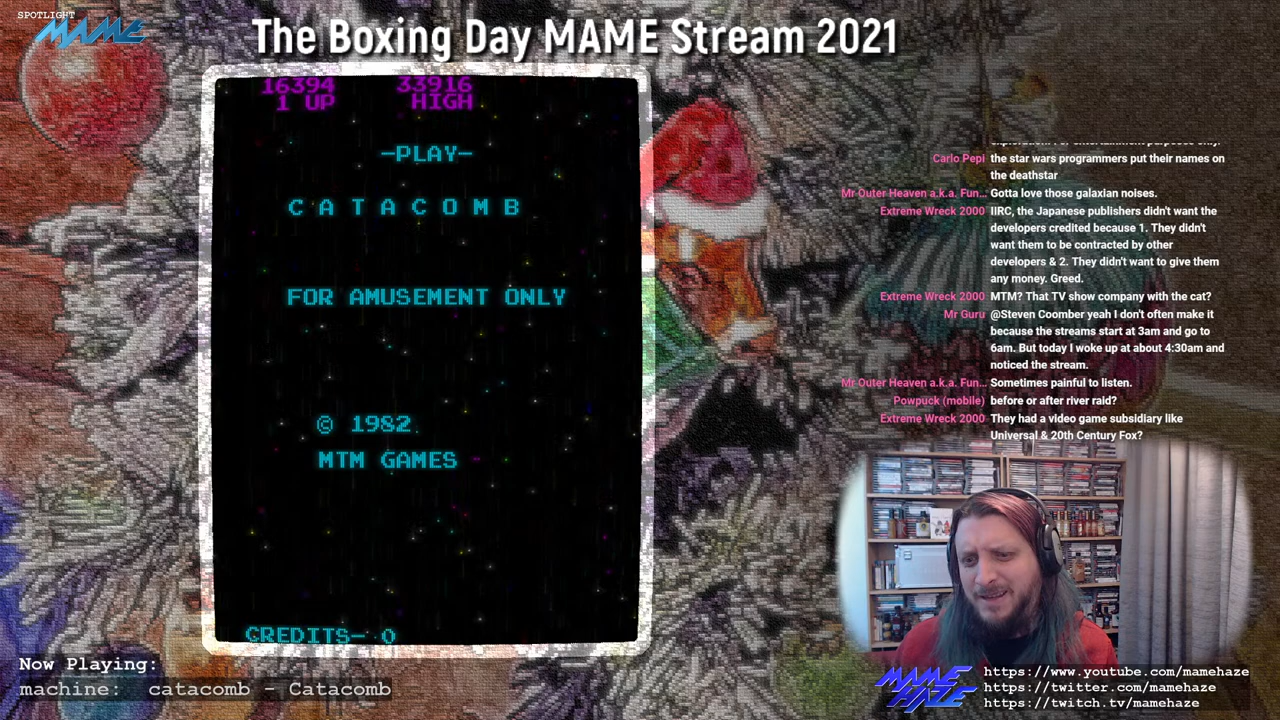 SPOTLIGHT
MAME
The Boxing Day MAME Stream 2021
16394 33916
1 UP HIGH
-PLAY-
C A T A C O M B
FOR AMUSEMENT ONLY
© 1982.
MTM GAMES
CREDITS- 0
Carlo Pepi the star wars programmers put their names on
the deathstar
Mr Outer Heaven a.k.a. Fun... Gotta love those galaxian noises.
Extreme Wreck 2000 IIRC, the Japanese publishers didn't want the
developers credited because 1. They didn't
want them to be contracted by other
developers & 2. They didn't want to give them
any money. Greed.
Extreme Wreck 2000 MTM? That TV show company with the cat?
Mr Guru @Steven Coomber yeah I don't often make it
because the streams start at 3am and go to
6am. But today I woke up at about 4:30am and
noticed the stream.
Mr Outer Heaven a.k.a. Fun... Sometimes painful to listen.
Powpuck (mobile) before or after river raid?
Extreme Wreck 2000 They had a video game subsidiary like
Universal & 20th Century Fox?
Now Playing:
machine: catacomb - Catacomb
MAME
HAZE
https://www.youtube.com/mamehaze
https://twitter.com/mamehaze
https://twitch.tv/mamehaze